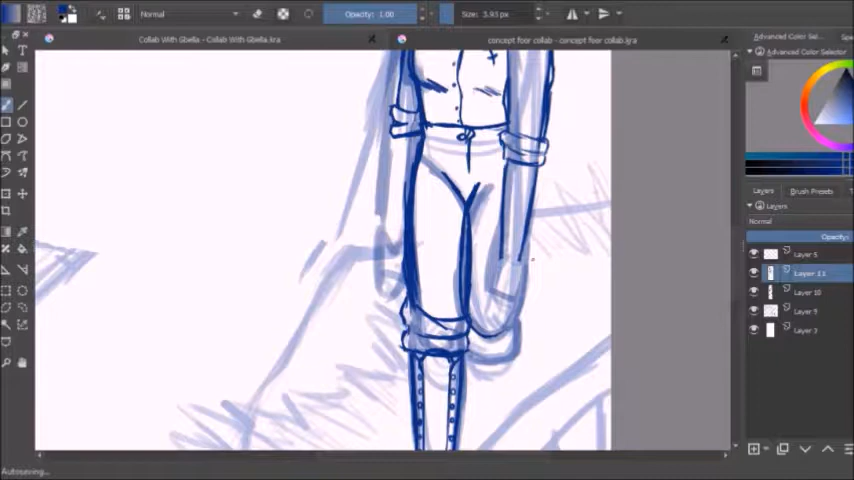 Normal
Opacity: 1.00
Size: 3.93 px
Collab With Gbella - Collab With Gbella.kra
concept foor collab - concept foor collab.kra
Advanced Color Sel...
Advanced Color Selector
Layers
Brush Presets
Layers
Normal
Opacity:
Layer 5
Layer 11
Layer 10
Layer 9
Layer 3
Autosaving...